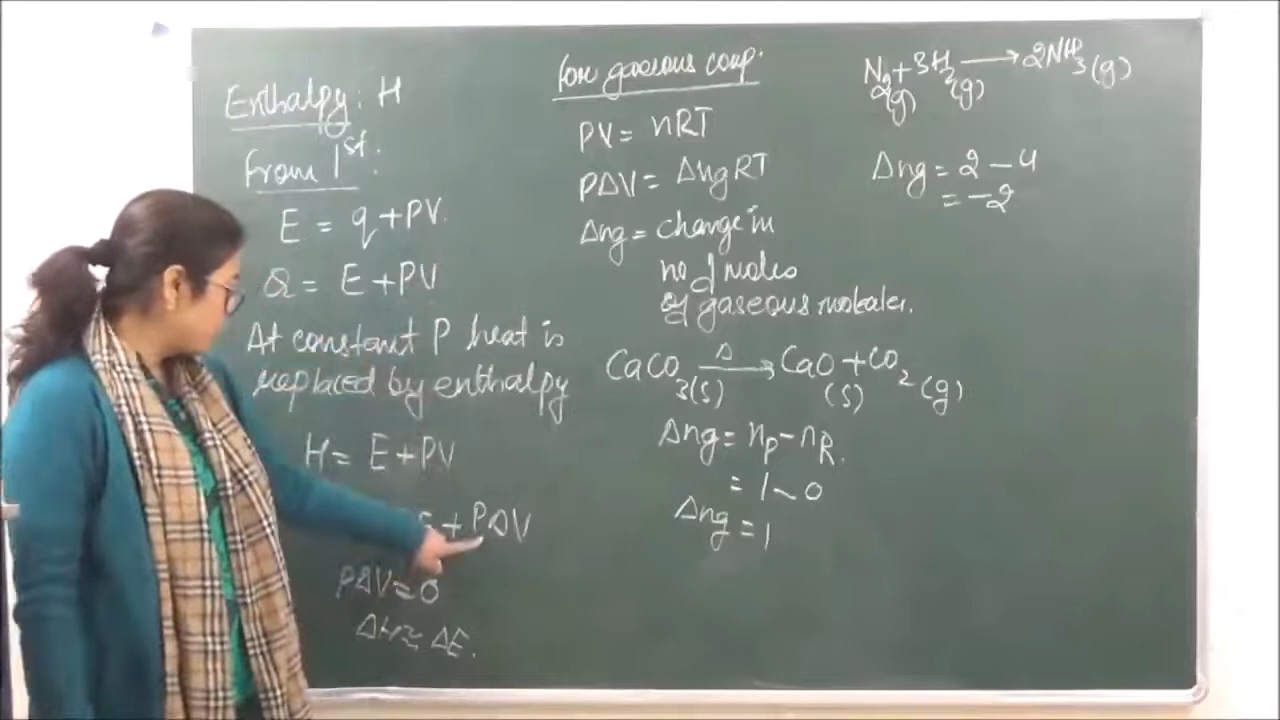 Enthalpy: H
From 1st:
E = q + PV
Q = E + PV
At constant P heat is
replaced by enthalpy
H = E + PV
E + PΔV
PΔV = 0
ΔH ≈ ΔE.
For gaseous comp.
PV = nRT
PΔV = ΔngRT
Δng = change in
no of moles
of gaseous molecules.
CaCO3(s) —Δ→ CaO(s) + CO2(g)
Δng = nP - nR.
= 1 - 0
Δng = 1
N2(g) + 3H2(g) ⟶ 2NH3(g)
Δng = 2 - 4
= -2